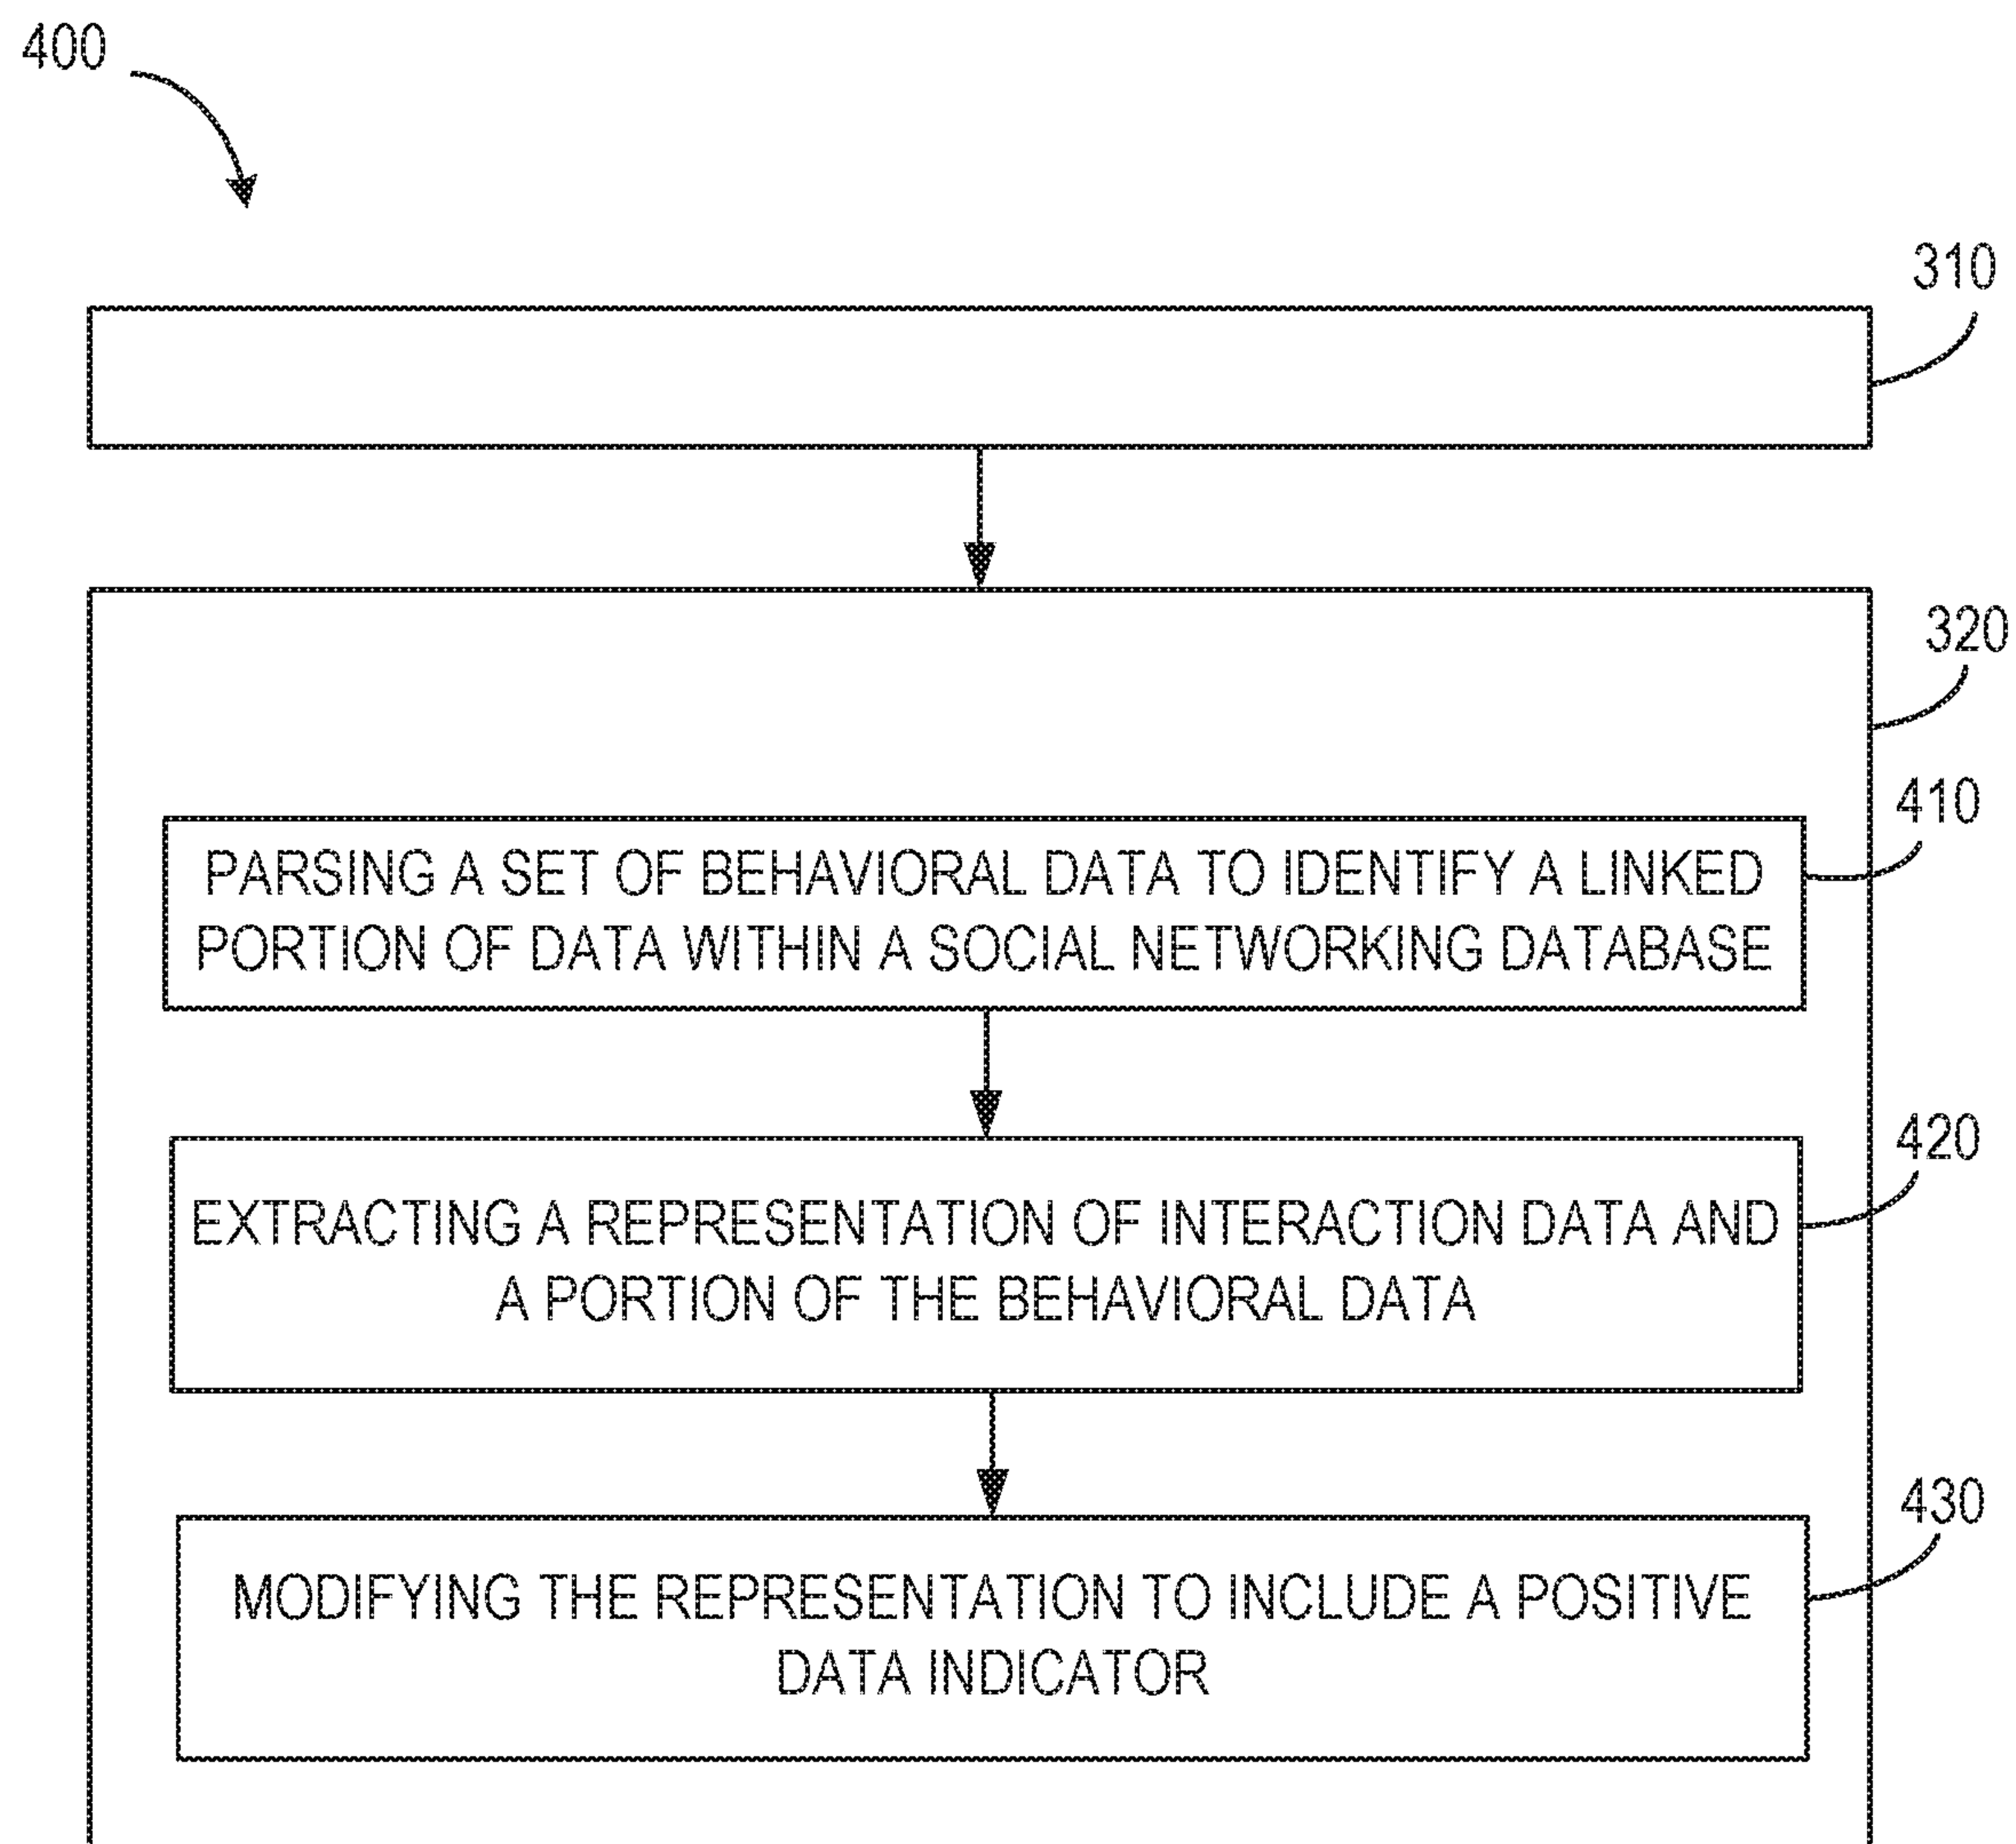 400
310
320
410
PARSING A SET OF BEHAVIORAL DATA TO IDENTIFY A LINKED
PORTION OF DATA WITHIN A SOCIAL NETWORKING DATABASE
420
EXTRACTING A REPRESENTATION OF INTERACTION DATA AND
A PORTION OF THE BEHAVIORAL DATA
430
MODIFYING THE REPRESENTATION TO INCLUDE A POSITIVE
DATA INDICATOR